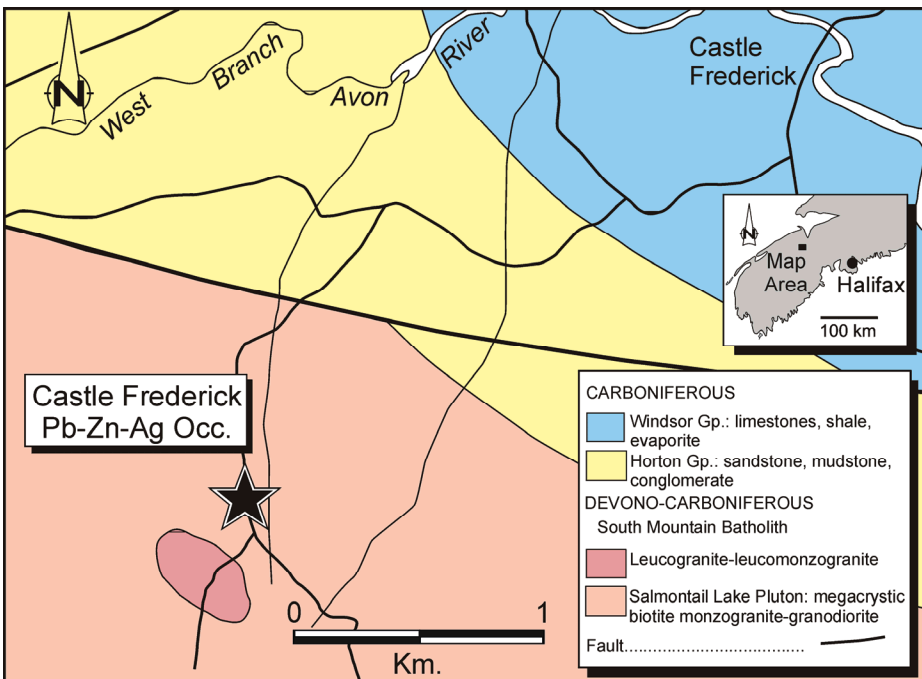 West Branch Avon River
Castle
Frederick
N
N
Map
Area
Halifax
100 km
Castle Frederick
Pb-Zn-Ag Occ.
0 1
Km.
CARBONIFEROUS
Windsor Gp.: limestones, shale,
evaporite
Horton Gp.: sandstone, mudstone,
conglomerate
DEVONO-CARBONIFEROUS
South Mountain Batholith
Leucogranite-leucomonzogranite
Salmontail Lake Pluton: megacrystic
biotite monzogranite-granodiorite
Fault........................................